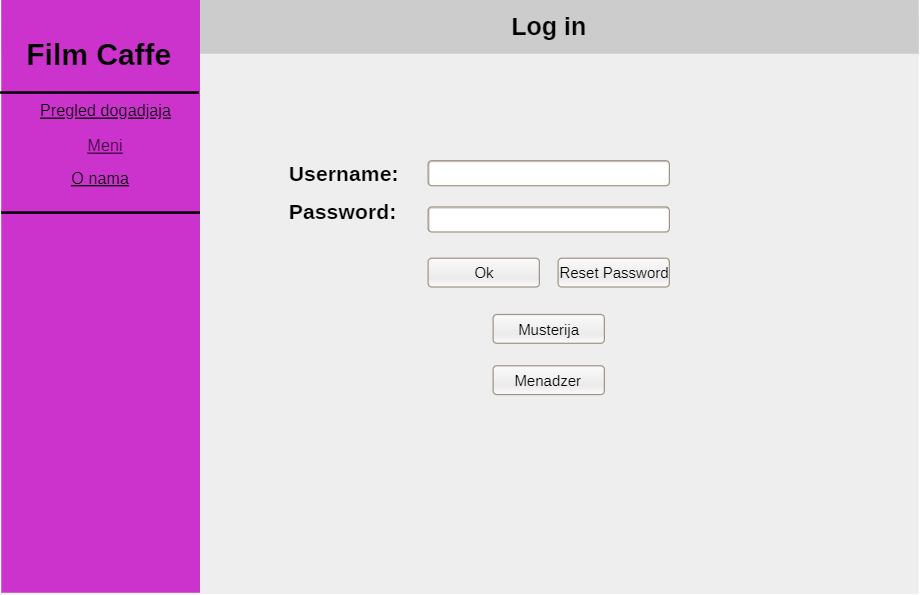 Film Caffe
Pregled dogadjaja
Meni
O nama
Log in
Username:
Password:
Ok
Reset Password
Musterija
Menadzer